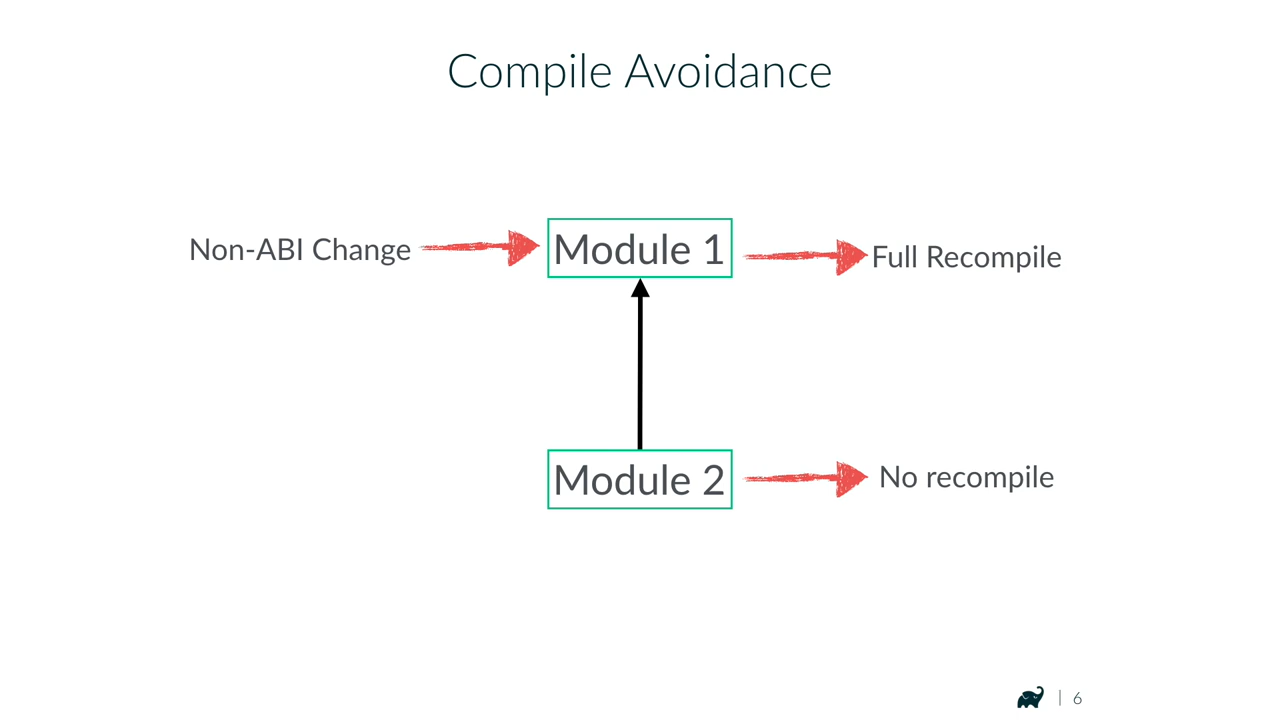 Compile Avoidance
Non-ABI Change
Module 1
Full Recompile
Module 2
No recompile
| 6